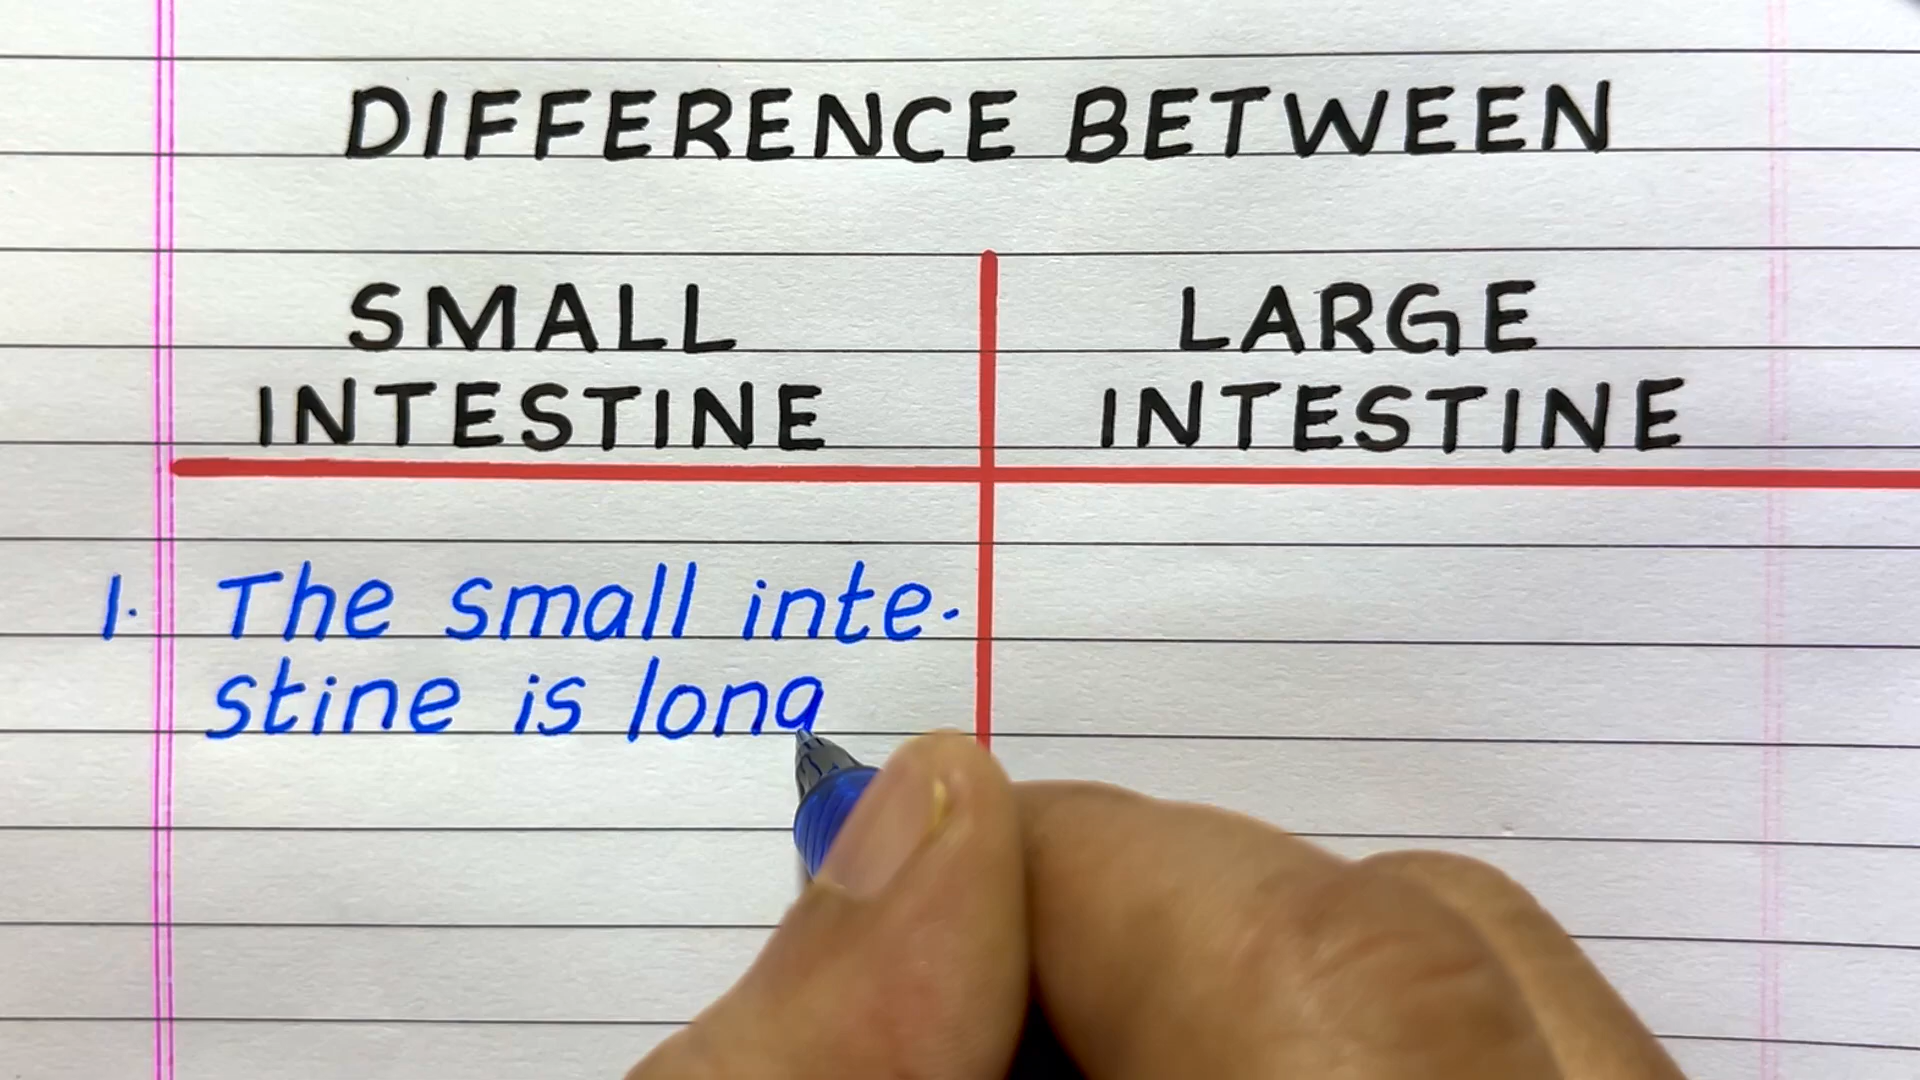 DIFFERENCE BETWEEN
SMALL
INTESTINE
LARGE
INTESTINE
1. The small inte-
stine is long